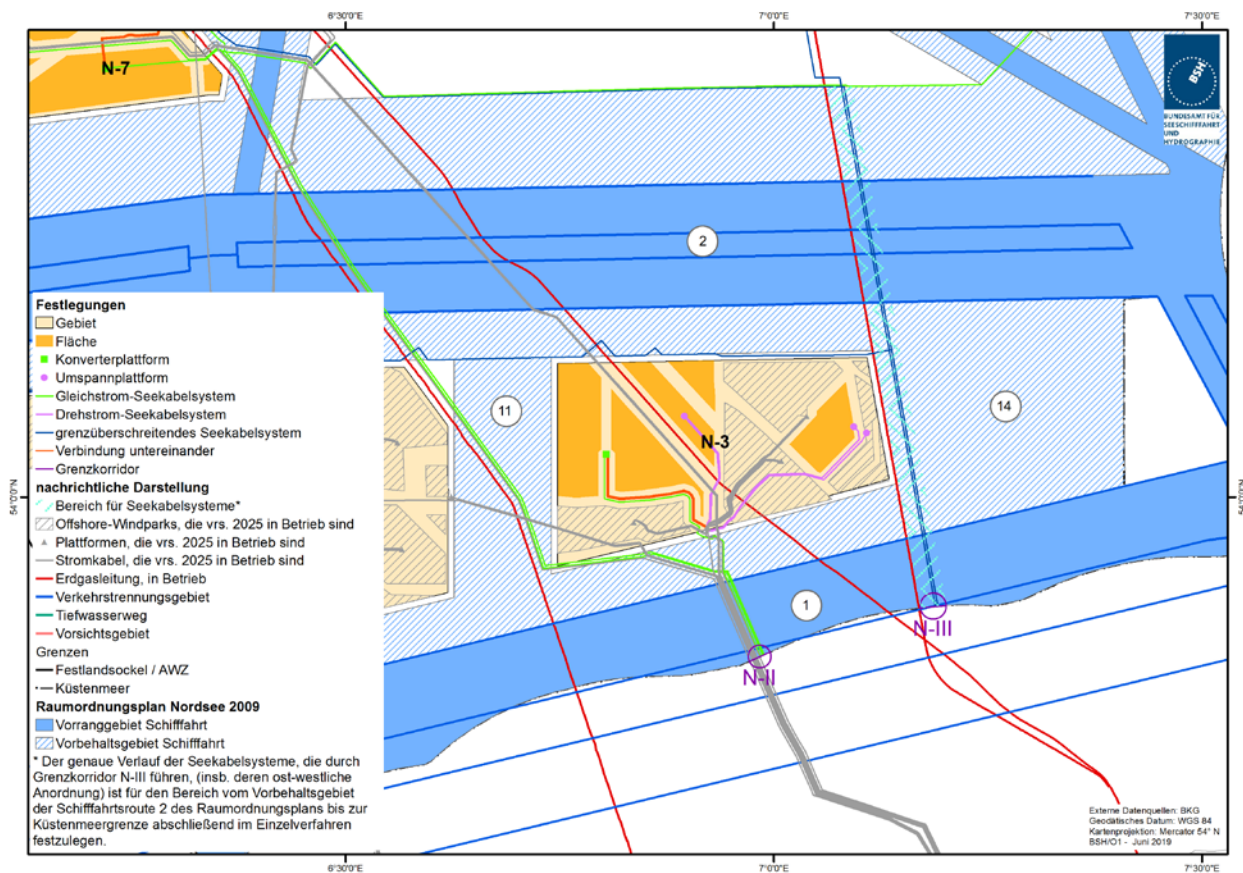 6°30'0"E
7°0'0"E
7°30'0"E
N-7
BSH
BUNDESAMT FÜR
SEESCHIFFFAHRT
UND
HYDROGRAPHIE
2
Festlegungen
Gebiet
Fläche
Konverterplattform
Umspannplattform
Gleichstrom-Seekabelsystem
Drehstrom-Seekabelsystem
grenzüberschreitendes Seekabelsystem
Verbindung untereinander
Grenzkorridor
nachrichtliche Darstellung
Bereich für Seekabelsysteme*
Offshore-Windparks, die vrs. 2025 in Betrieb sind
Plattformen, die vrs. 2025 in Betrieb sind
Stromkabel, die vrs. 2025 in Betrieb sind
Erdgasleitung, in Betrieb
Verkehrstrennungsgebiet
Tiefwasserweg
Vorsichtsgebiet
Grenzen
Festlandsockel / AWZ
Küstenmeer
Raumordnungsplan Nordsee 2009
Vorranggebiet Schifffahrt
Vorbehaltsgebiet Schifffahrt
* Der genaue Verlauf der Seekabelsysteme, die durch
Grenzkorridor N-III führen, (insb. deren ost-westliche
Anordnung) ist für den Bereich vom Vorbehaltsgebiet
der Schifffahrtsroute 2 des Raumordnungsplans bis zur
Küstenmeergrenze abschließend im Einzelverfahren
festzulegen.
11
14
N-3
54°0'0"N
54°0'0"N
1
N-III
N-II
Externe Datenquellen: BKG
Geodätisches Datum: WGS 84
Kartenprojektion: Mercator 54° N
BSH/O1 - Juni 2019
6°30'0"E
7°0'0"E
7°30'0"E